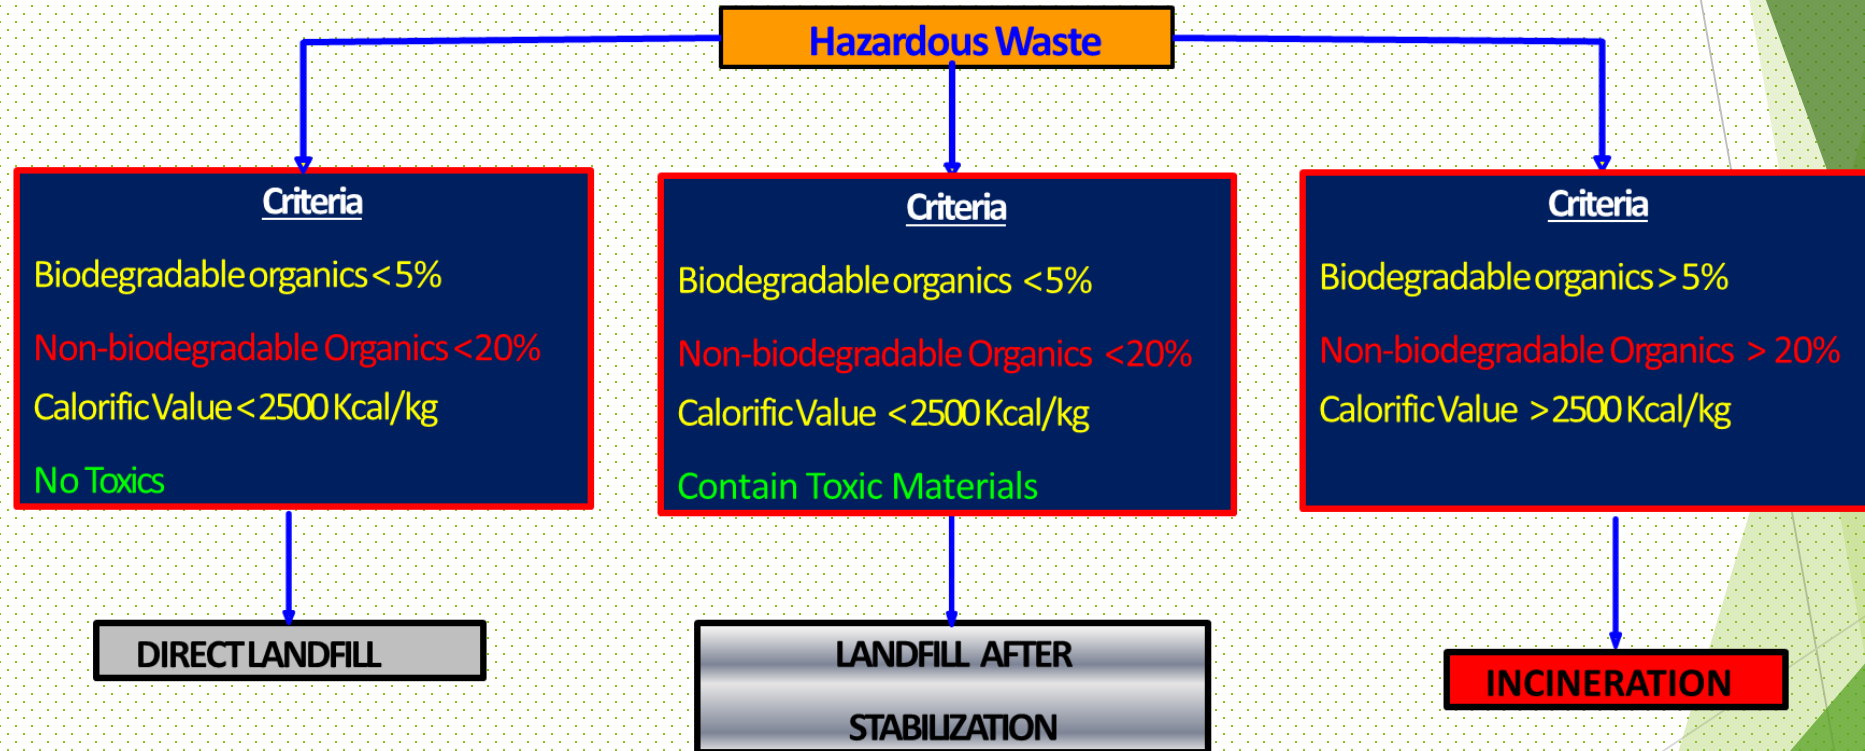 Hazardous Waste
Criteria
Biodegradable organics < 5%
Non-biodegradable Organics <20%
Calorific Value < 2500 Kcal/kg
No Toxics
DIRECT LANDFILL
Criteria
Biodegradable organics <5%
Non-biodegradable Organics <20%
Calorific Value <2500 Kcal/kg
Contain Toxic Materials
LANDFILL AFTER
STABILIZATION
Criteria
Biodegradable organics > 5%
Non-biodegradable Organics > 20%
Calorific Value >2500 Kcal/kg
INCINERATION